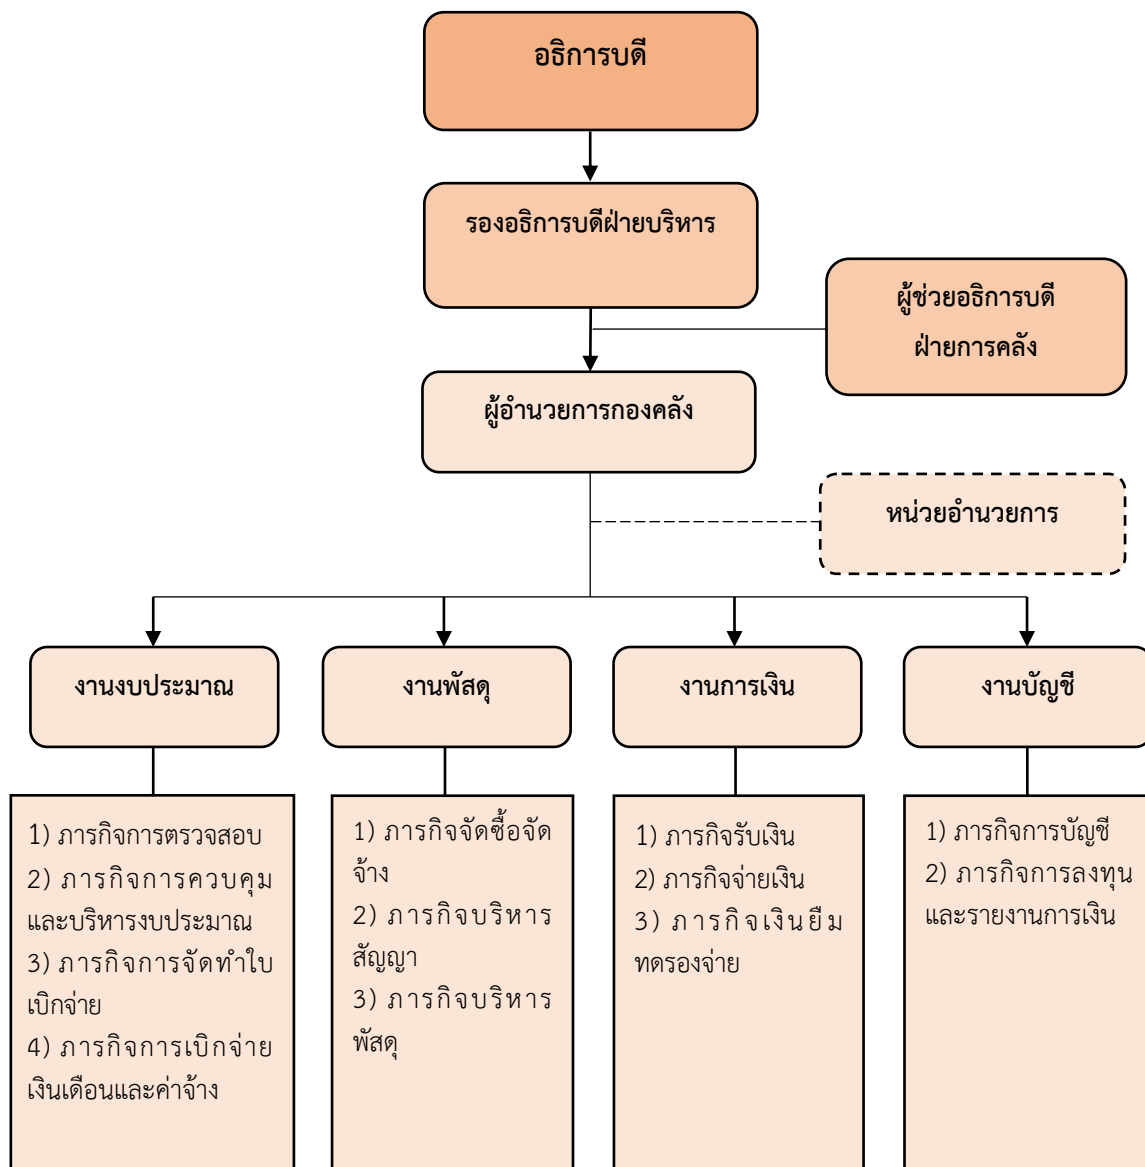 อธิการบดี
รองอธิการบดีฝ่ายบริหาร
ผู้ช่วยอธิการบดี
ฝ่ายการคลัง
ผู้อำนวยการกองคลัง
หน่วยอำนวยการ
งานงบประมาณ
งานพัสดุ
งานการเงิน
งานบัญชี
1) ภารกิจการตรวจสอบ
2) ภารกิจการควบคุม
และบริหารงบประมาณ
3) ภารกิจการจัดทำใบ
เบิกจ่าย
4) ภารกิจการเบิกจ่าย
เงินเดือนและค่าจ้าง
1) ภารกิจจัดซื้อจัด
จ้าง
2) ภารกิจบริหาร
สัญญา
3) ภารกิจบริหาร
พัสดุ
1) ภารกิจรับเงิน
2) ภารกิจจ่ายเงิน
3) ภารกิจเงินยืม
ทดรองจ่าย
1) ภารกิจการบัญชี
2) ภารกิจการลงทุน
และรายงานการเงิน